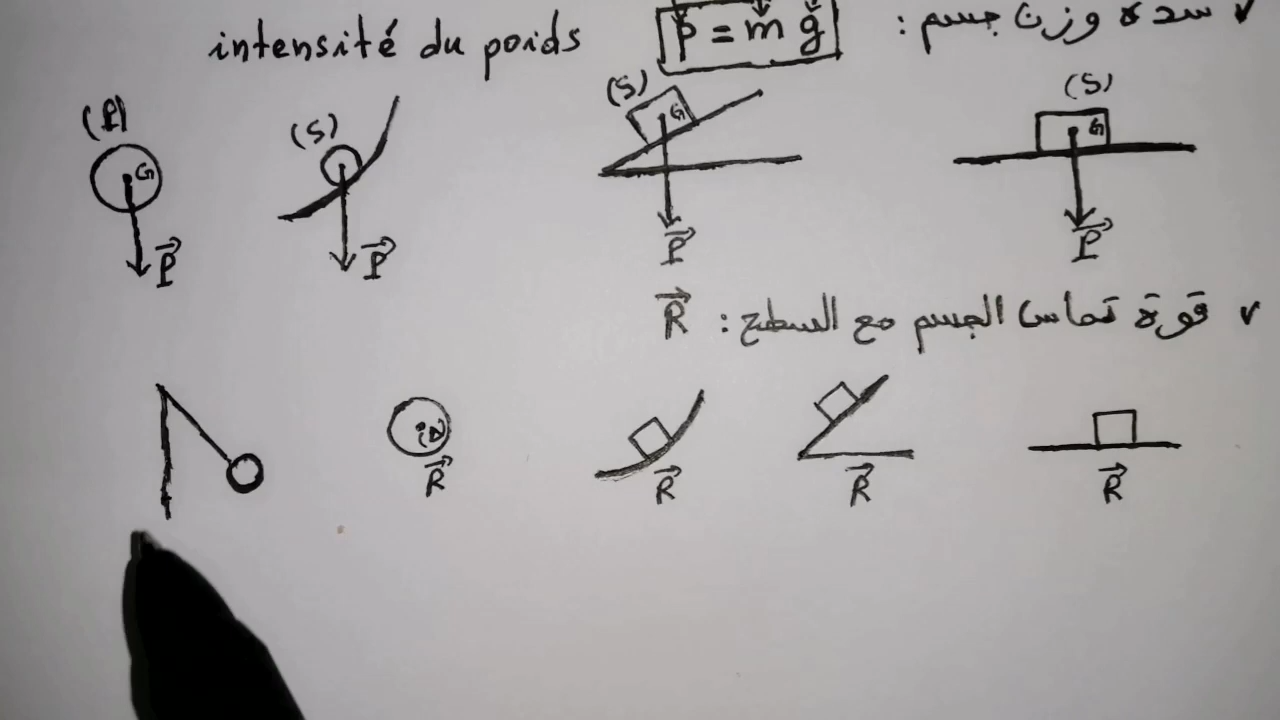 intensité du poids P = m g شدة وزن جسم :
(S) (S) (S)
G G G
P P P P
✓ قوة تماس الجسم مع السطح : R
(Δ)
R R R R